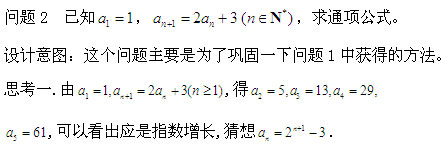 问题 2　已知 $a_1=1$，$a_{n+1}=2a_n+3\,(n\in\mathbf{N}^*)$，求通项公式。
设计意图：这个问题主要是为了巩固一下问题 1 中获得的方法。
思考一.由 $a_1=1,a_{n+1}=2a_n+3(n\geq 1)$,得 $a_2=5,a_3=13,a_4=29,$
$a_5=61$,可以看出应是指数增长,猜想 $a_n=2^{n+1}-3$.